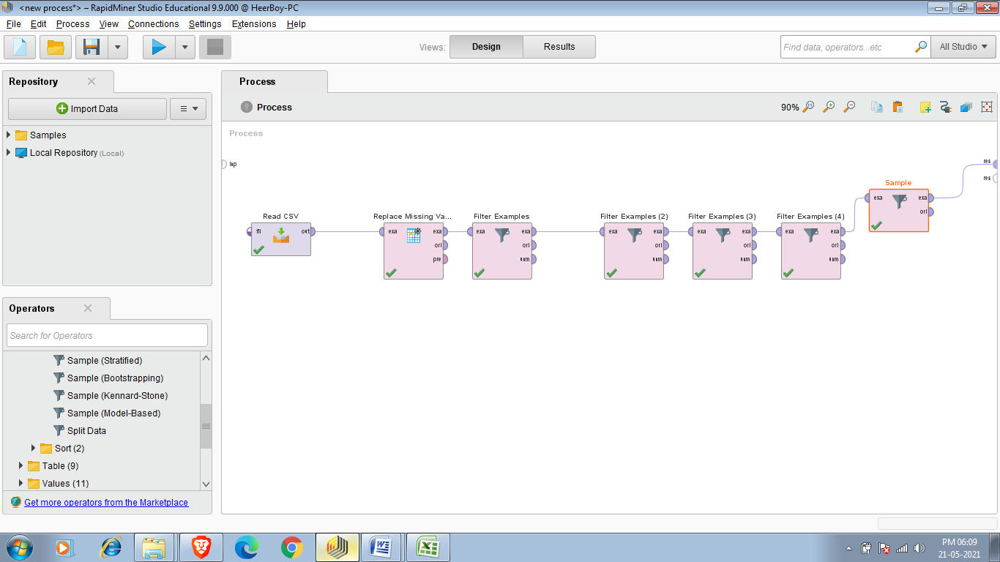 <new process*> – RapidMiner Studio Educational 9.9.000 @ HeerBoy-PC
File Edit Process View Connections Settings Extensions Help
Views: Design Results
Find data, operators...etc
All Studio
Repository
Import Data
Samples
Local Repository (Local)
Operators
Search for Operators
Sample (Stratified)
Sample (Bootstrapping)
Sample (Kennard-Stone)
Sample (Model-Based)
Split Data
Sort (2)
Table (9)
Values (11)
Get more operators from the Marketplace
Process
Process
90%
Process
inp
res
res
Sample
exa exa
ori
Read CSV
fil out
Replace Missing Va...
exa exa
ori
pre
Filter Examples
exa exa
ori
unm
Filter Examples (2)
exa exa
ori
unm
Filter Examples (3)
exa exa
ori
unm
Filter Examples (4)
exa exa
ori
unm
PM 06:09
21-05-2021